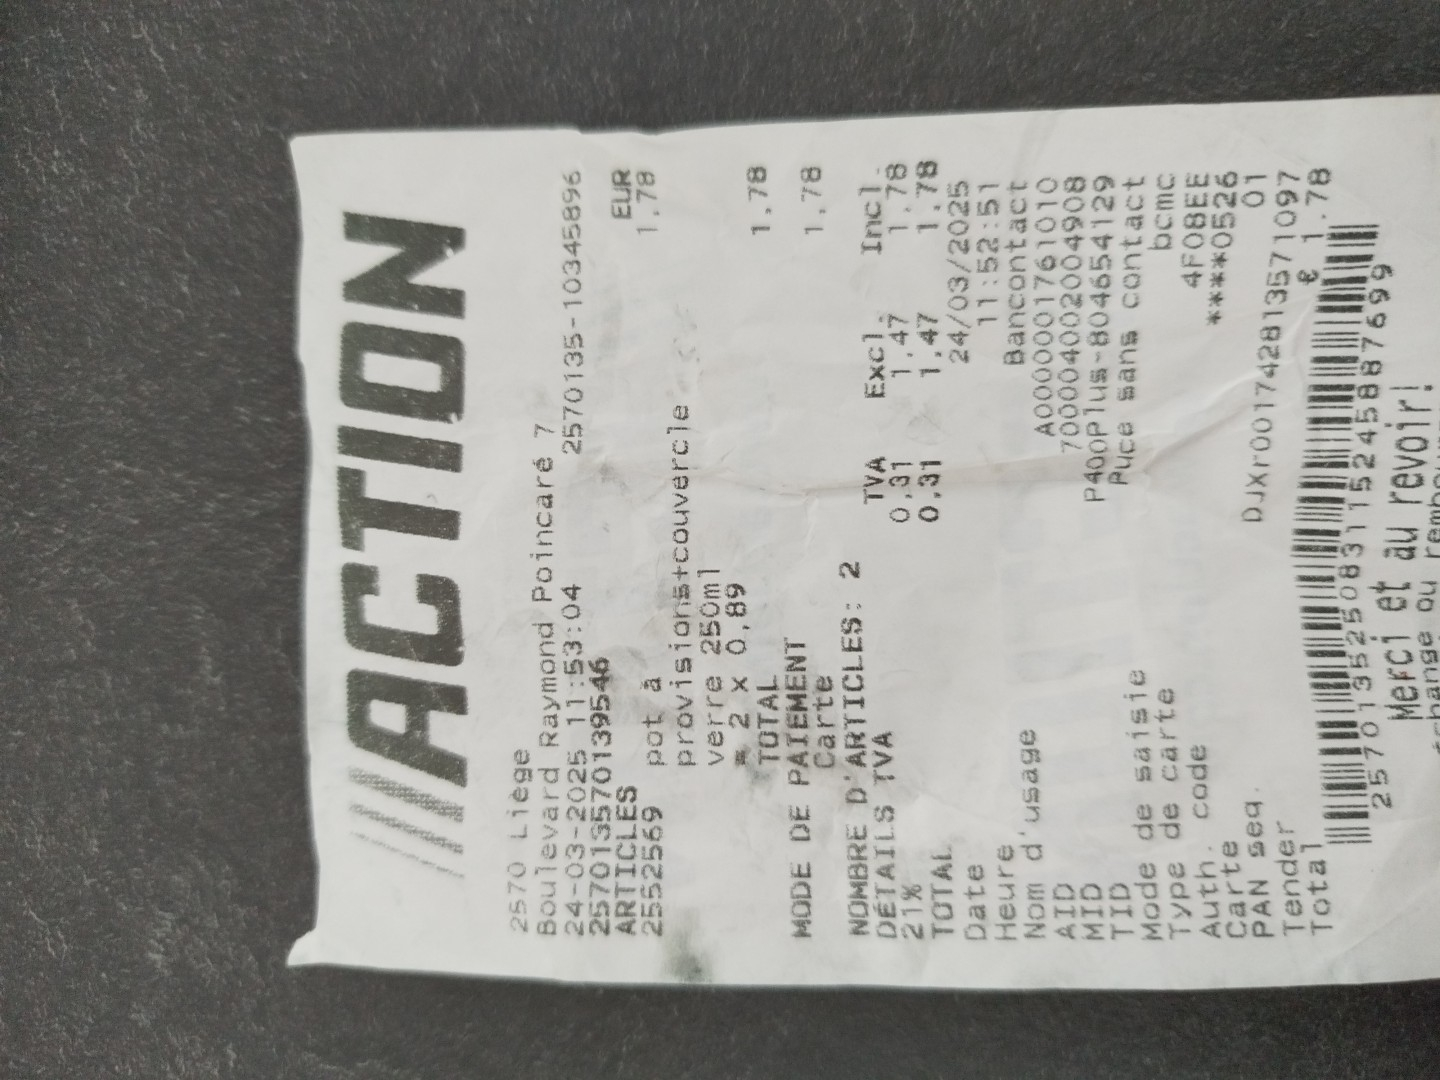 ACTION
2570 Liège
Boulevard Raymond Poincaré 7
24-03-2025 11:53:04 2570135-10345896
257013570139546
ARTICLES EUR
2552569 pot à 1,78
provisions+couvercle
verre 250ml
= 2 x 0,89
TOTAL 1,78
MODE DE PAIEMENT
Carte 1,78
NOMBRE D'ARTICLES: 2
DÉTAILS TVA TVA Excl. Incl.
21% 0,31 1,47 1,78
TOTAL 0,31 1,47 1,78
Date 24/03/2025
Heure 11:52:51
Nom d'usage Bancontact
AID A0000001761010
MID 700004002004908
TID P400Plus-804654129
Mode de saisie Puce sans contact
Type de carte bcmc
Auth. code 4F08EE
Carte ****0526
PAN seq. 01
Tender DJXr001742813571097
Total € 1.78
2570135250831152458887699
Merci et au revoir!
change ou